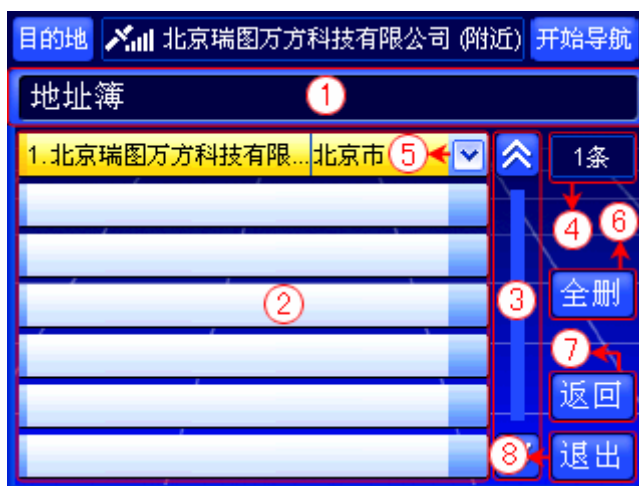 目的地 北京瑞图万方科技有限公司 (附近) 开始导航
地址簿 1
1.北京瑞图万方科技有限... 北京市 5 1条
4 6
2 3 全删
7
返回
8 退出